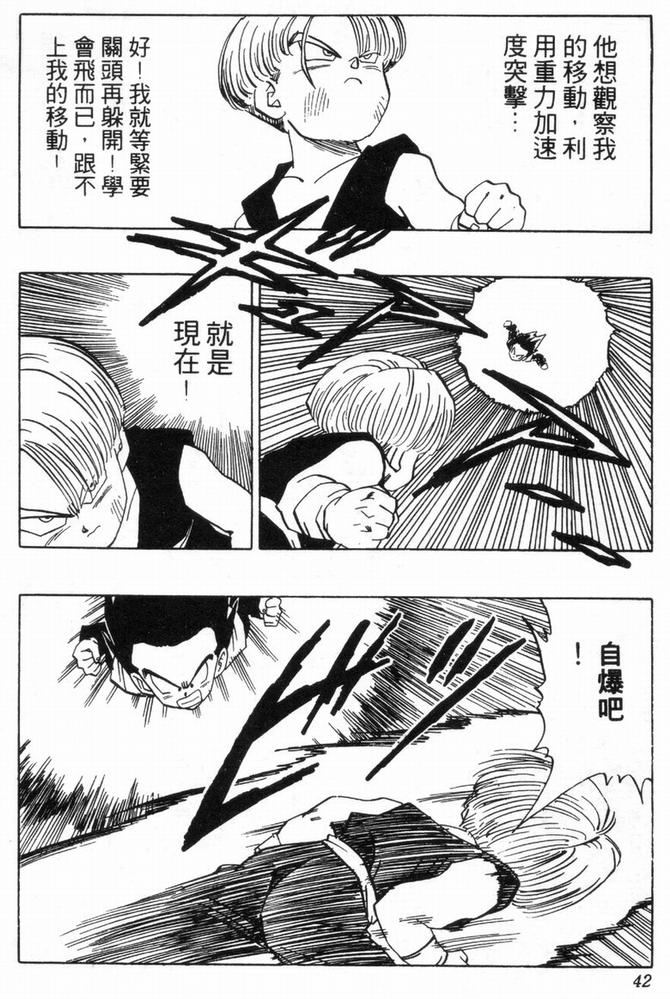 他想觀察我
的移動，利
用重力加速
度突擊…
好！我就等緊要
關頭再躲開！學
會飛而已，跟不
上我的移動！
就是
現在！
自爆吧
！
42